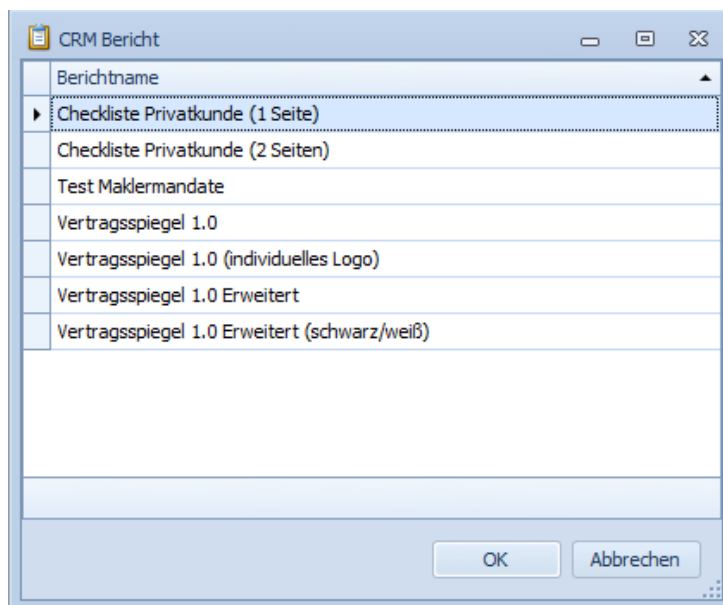 CRM Bericht
Berichtname
Checkliste Privatkunde (1 Seite)
Checkliste Privatkunde (2 Seiten)
Test Maklermandate
Vertragsspiegel 1.0
Vertragsspiegel 1.0 (individuelles Logo)
Vertragsspiegel 1.0 Erweitert
Vertragsspiegel 1.0 Erweitert (schwarz/weiß)
OK Abbrechen